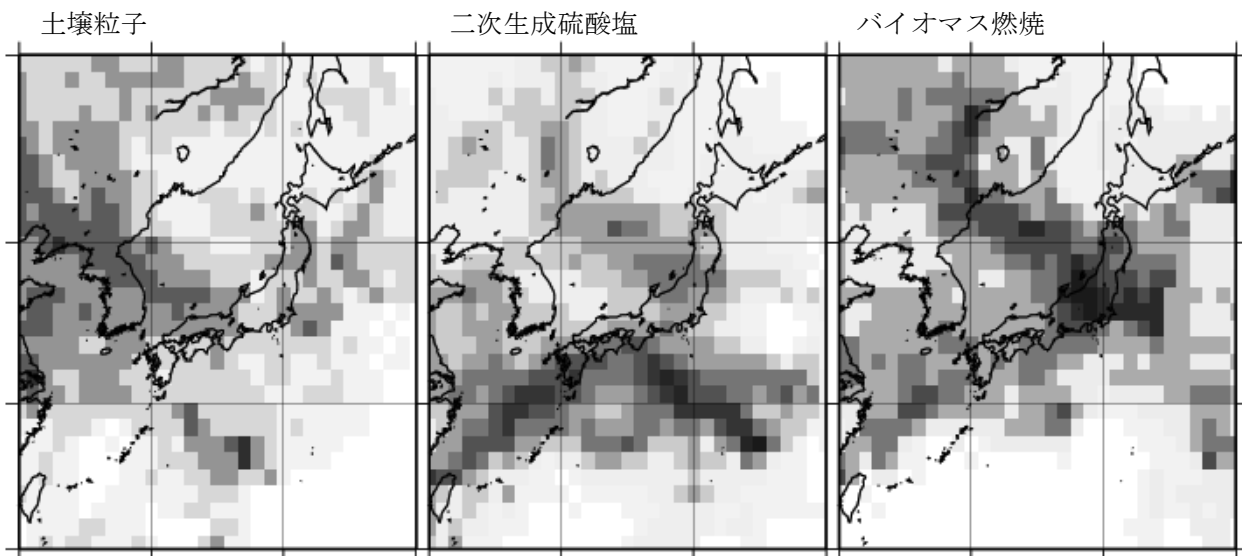 土壌粒子
二次生成硫酸塩
バイオマス燃焼